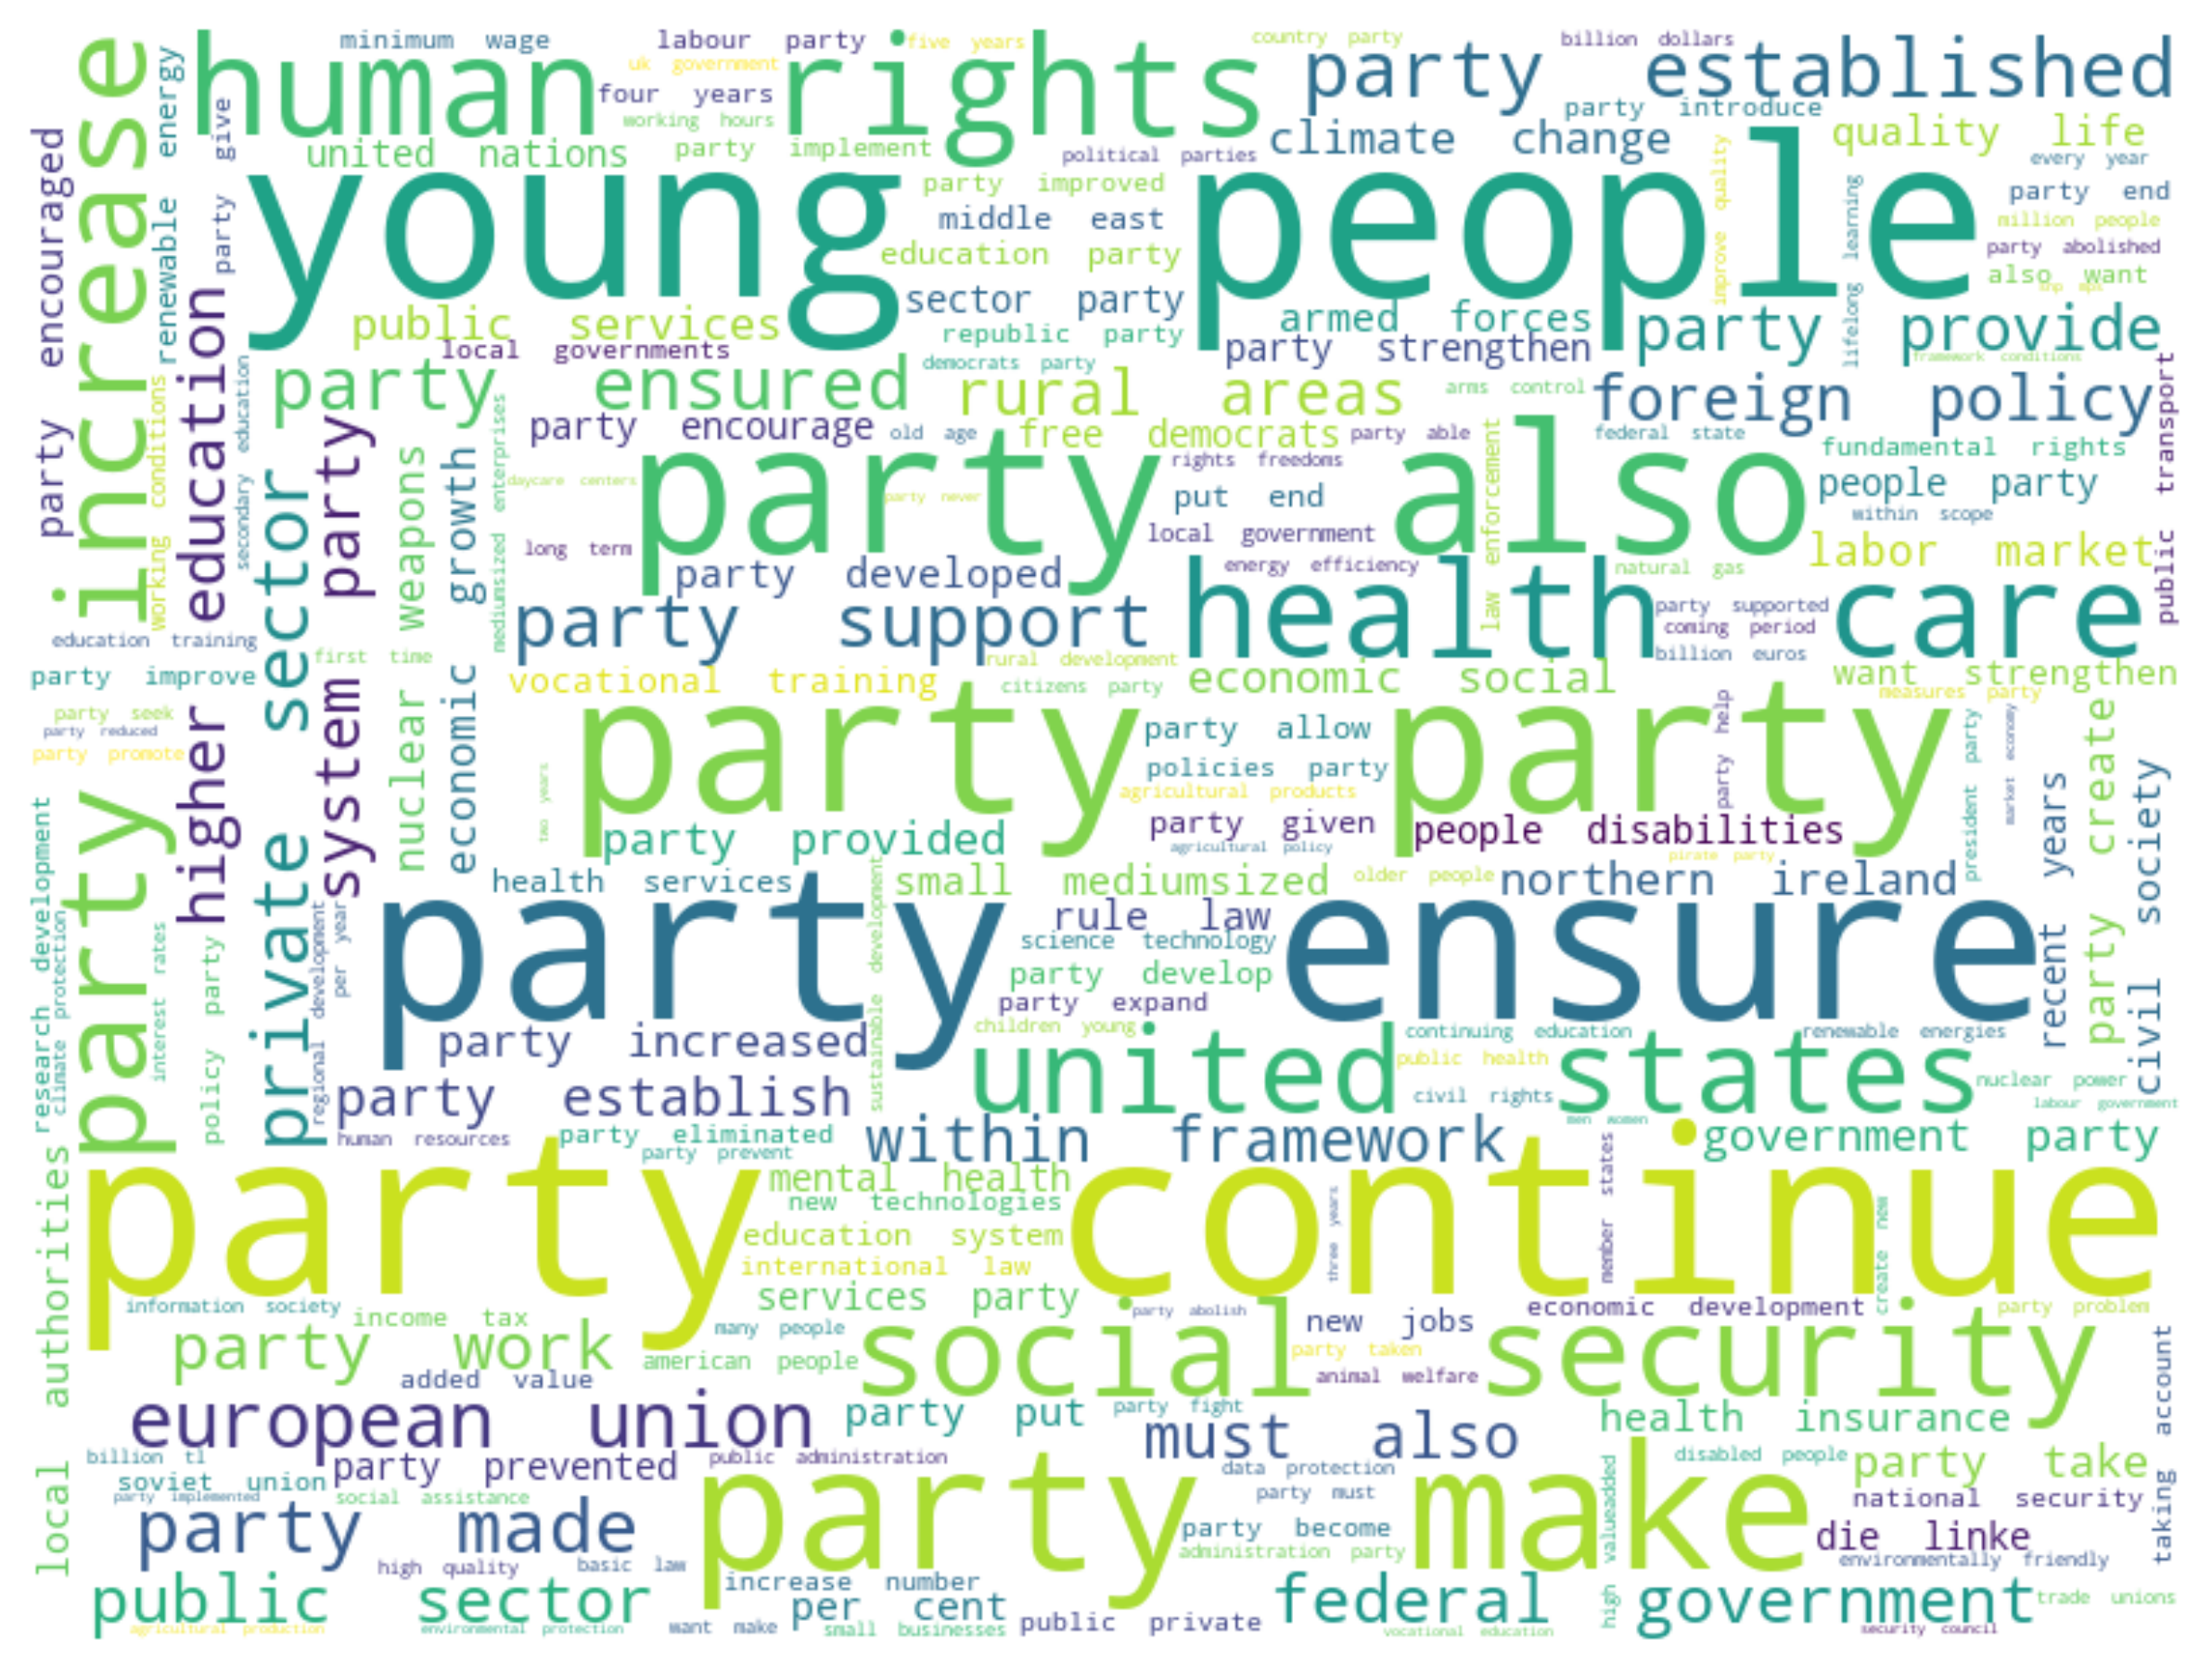 minimum wage
labour party
five years
country party
billion dollars
human rights
uk government
four years
working hours
party established
party introduce
united nations
party implement
political parties
climate change
quality life
every year
young people
party improved
middle east
education party
sector party
republic party
improve quality
lifelong learning
party end
million people
party abolished
also want
public services
local governments
armed forces
party strengthen
party provide
framework conditions
democrats party
party ensured
rural areas
arms control
foreign policy
party encourage
old age
free democrats
party able
federal state
fundamental rights
daycare centers
party also
rights freedoms
party never
put end
law enforcement
people party
within scope
long term
local government
labor market
party developed
energy efficiency
natural gas
party support
health care
party supported
coming period
billion euros
party encouraged
party increase
renewable energy
party give
working conditions
higher education
secondary education
private sector
system party
nuclear weapons
economic growth
mediumsized enterprises
public transport
education training
first time
party improve
rural development
vocational training
citizens party
economic social
want strengthen
measures party
party seek
party reduced
party promote
party party
party allow
policies party
agricultural products
party help
president party
market economy
party create
civil society
recent years
two years
party provided
party given
agricultural policy
people disabilities
pirate party
health services
small mediumsized
older people
northern ireland
party ensure
rule law
science technology
party develop
party expand
sustainable development
research development
climate protection
interest rates
policy party
regional development
per year
party increased
children young
united states
continuing education
renewable energies
public health
civil rights
nuclear power
labour government
party establish
men women
human resources
party eliminated
party prevent
within framework
government party
party continue
mental health
new technologies
education system
international law
three years
member states
create new
local authorities
services party
information society
income tax
party abolish
new jobs
economic development
party problem
party work
many people
american people
social security
party taken
animal welfare
added value
european union
party put
party fight
must also
health insurance
taking account
billion tl
soviet union
party prevented
public administration
data protection
disabled people
party take
party implemented
social assistance
party must
national security
party made
party make
party become
administration party
high valueadded
die linke
environmentally friendly
high quality
basic law
increase number
public sector
per cent
federal government
trade unions
agricultural production
environmental protection
want make
small businesses
public private
vocational education
security council